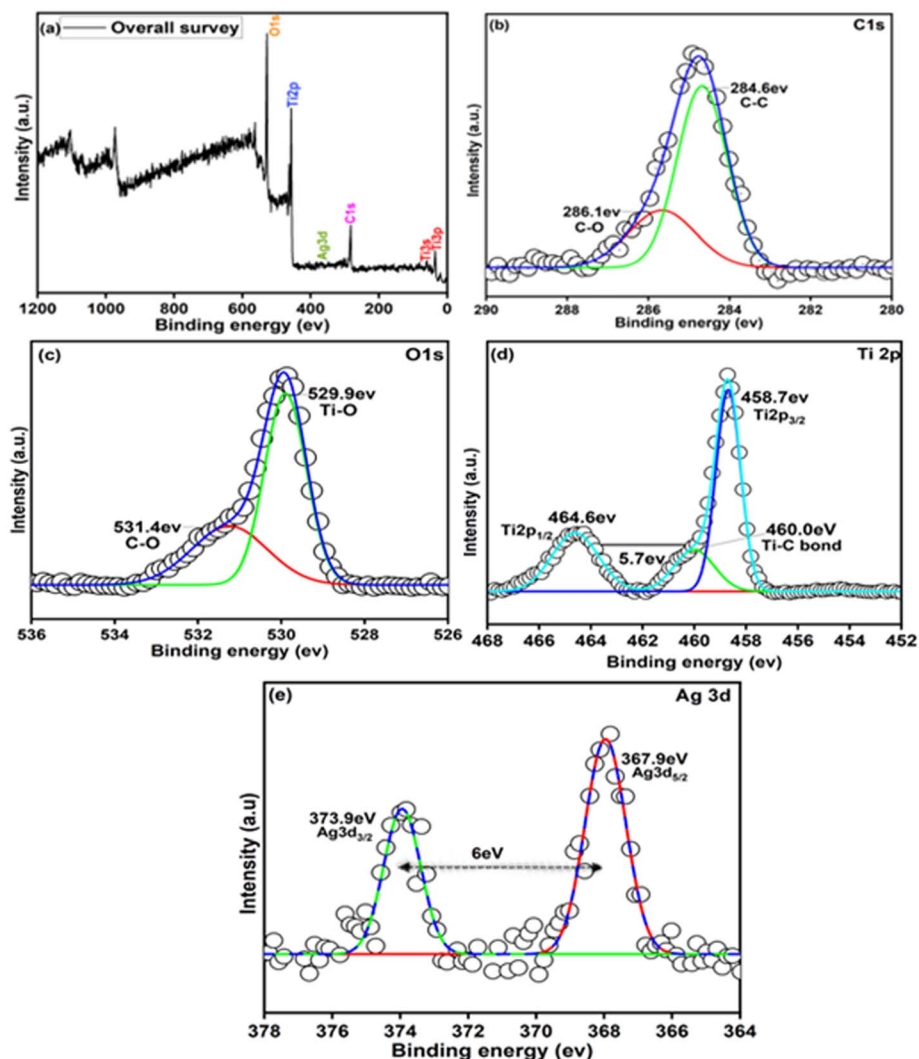 (a)
Overall survey
O1s
Ti2p
Ag3d
C1s
Ti3s
Ti3p
Intensity (a.u.)
1200 1000 800 600 400 200 0
Binding energy (ev)
(b)
C1s
284.6ev
C-C
286.1ev
C-O
Intensity (a.u.)
290 288 286 284 282 280
Binding energy (ev)
(c)
O1s
529.9ev
Ti-O
531.4ev
C-O
Intensity (a.u.)
536 534 532 530 528 526
Binding energy (ev)
(d)
Ti 2p
458.7ev
Ti2p3/2
Ti2p1/2
464.6ev
460.0eV
Ti-C bond
5.7ev
Intensity (a.u.)
468 466 464 462 460 458 456 454 452
Binding energy (ev)
(e)
Ag 3d
367.9eV
Ag3d5/2
373.9eV
Ag3d3/2
6eV
Intensity (a.u)
378 376 374 372 370 368 366 364
Binding energy (ev)